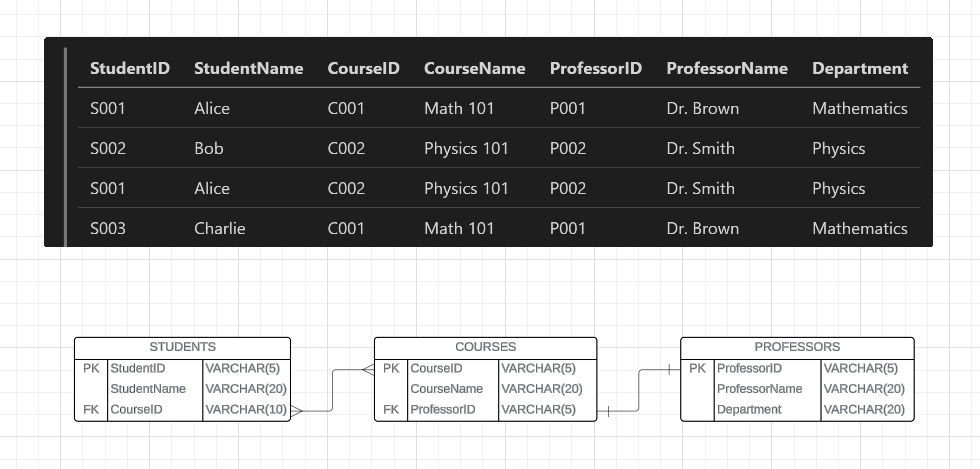 StudentID StudentName CourseID CourseName ProfessorID ProfessorName Department
S001 Alice C001 Math 101 P001 Dr. Brown Mathematics
S002 Bob C002 Physics 101 P002 Dr. Smith Physics
S001 Alice C002 Physics 101 P002 Dr. Smith Physics
S003 Charlie C001 Math 101 P001 Dr. Brown Mathematics
STUDENTS
PK StudentID VARCHAR(5)
StudentName VARCHAR(20)
FK CourseID VARCHAR(10)
COURSES
PK CourseID VARCHAR(5)
CourseName VARCHAR(20)
FK ProfessorID VARCHAR(5)
PROFESSORS
PK ProfessorID VARCHAR(5)
ProfessorName VARCHAR(20)
Department VARCHAR(20)